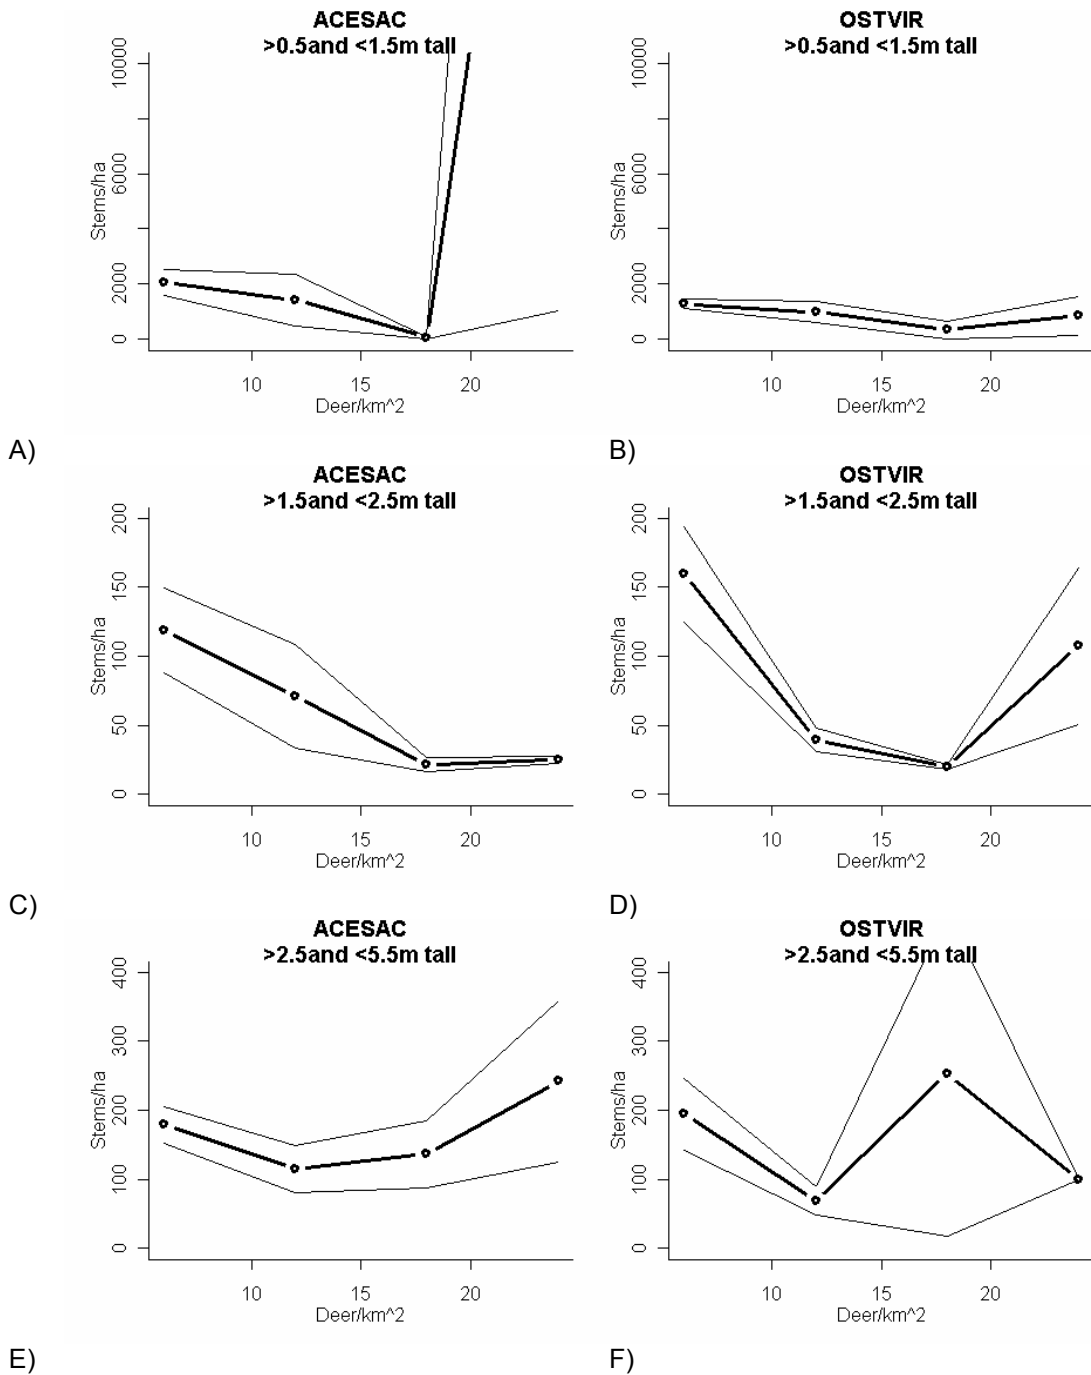 ACESAC
>0.5and <1.5m tall
Stems/ha
0 2000 6000 10000
10 15 20
Deer/km^2
A)
OSTVIR
>0.5and <1.5m tall
Stems/ha
0 2000 6000 10000
10 15 20
Deer/km^2
B)
ACESAC
>1.5and <2.5m tall
Stems/ha
0 50 100 150 200
10 15 20
Deer/km^2
C)
OSTVIR
>1.5and <2.5m tall
Stems/ha
0 50 100 150 200
10 15 20
Deer/km^2
D)
ACESAC
>2.5and <5.5m tall
Stems/ha
0 100 200 300 400
10 15 20
Deer/km^2
E)
OSTVIR
>2.5and <5.5m tall
Stems/ha
0 100 200 300 400
10 15 20
Deer/km^2
F)